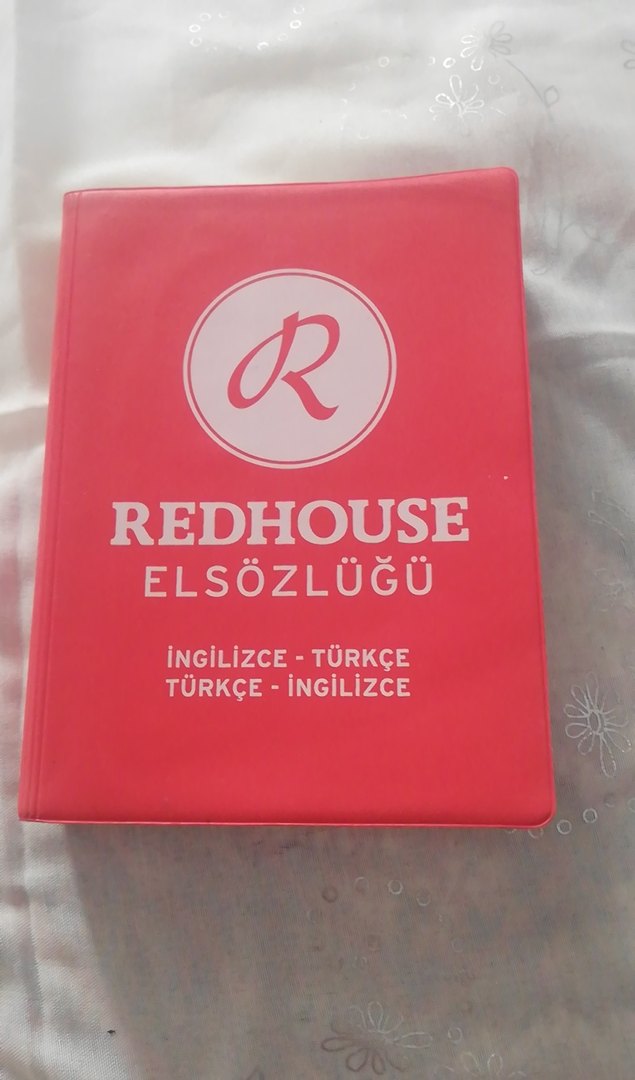 R
REDHOUSE
ELSÖZLÜĞÜ
İNGİLİZCE - TÜRKÇE
TÜRKÇE - İNGİLİZCE